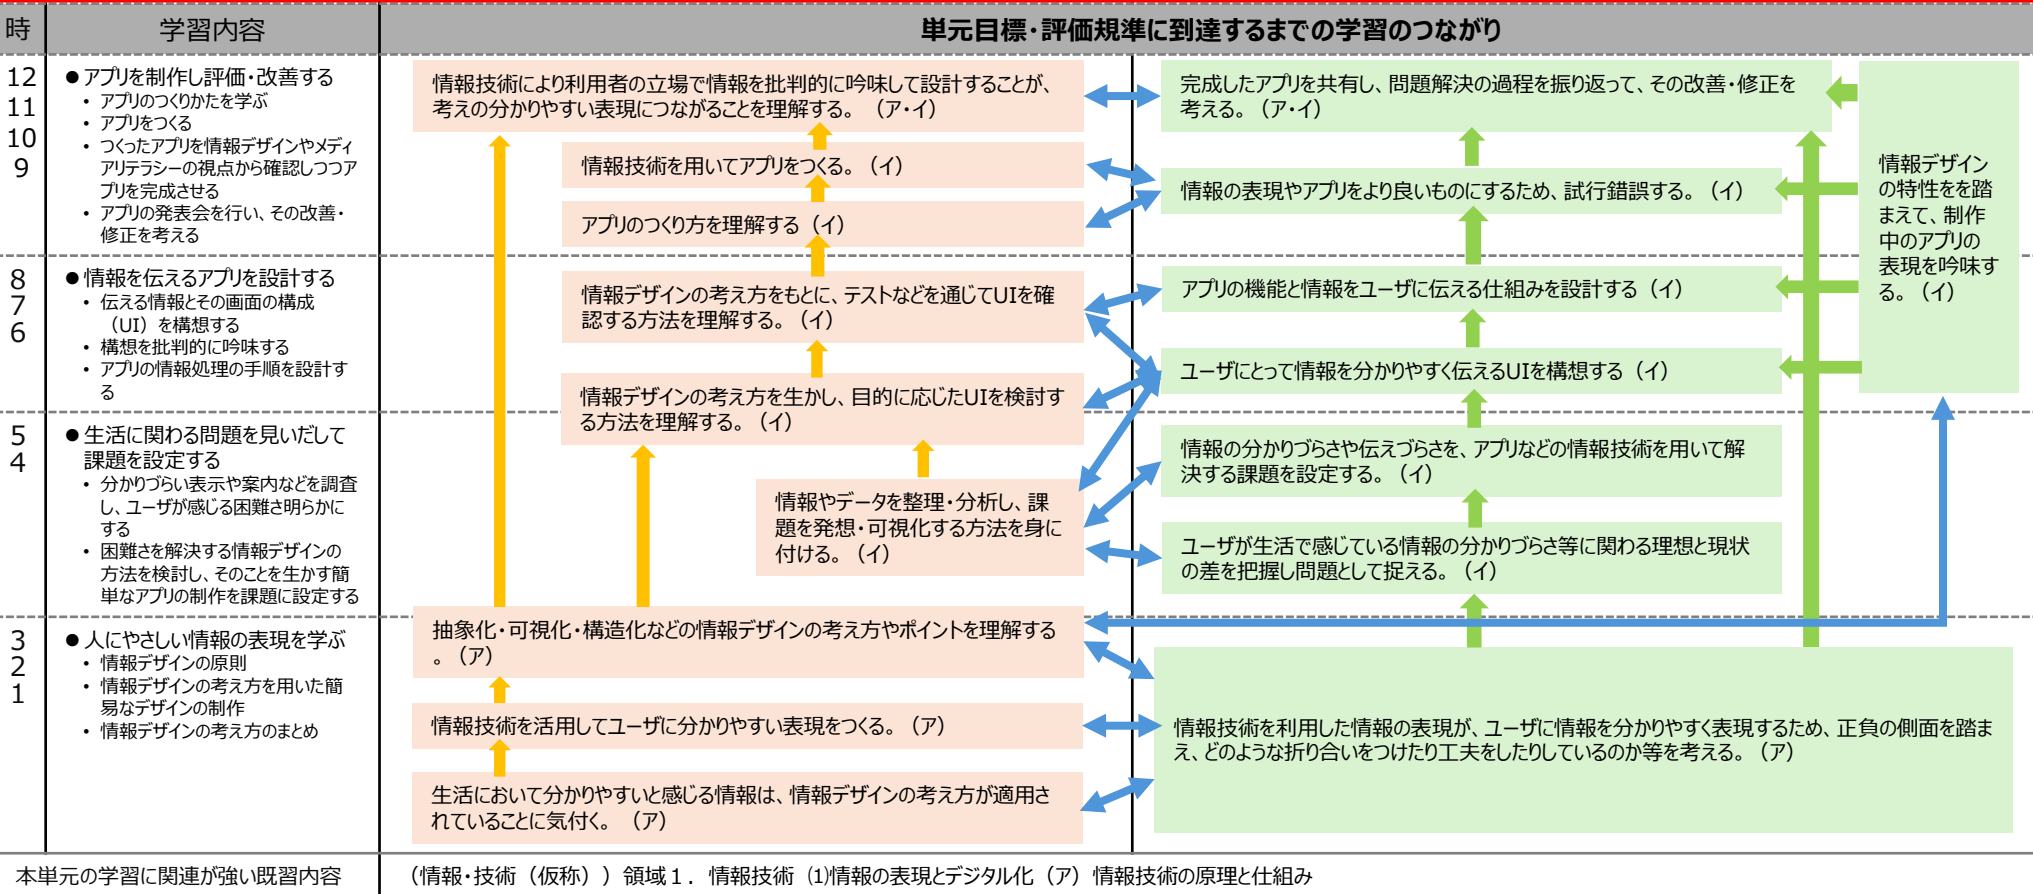 時
学習内容
単元目標・評価規準に到達するまでの学習のつながり
12
11
10
9
● アプリを制作し評価・改善する
• アプリのつくりかたを学ぶ
• アプリをつくる
• つくったアプリを情報デザインやメディ
アリテラシーの視点から確認しつつア
プリを完成させる
• アプリの発表会を行い、その改善・
修正を考える
情報技術により利用者の立場で情報を批判的に吟味して設計することが、
考えの分かりやすい表現につながることを理解する。（ア・イ）
情報技術を用いてアプリをつくる。（イ）
アプリのつくり方を理解する（イ）
完成したアプリを共有し、問題解決の過程を振り返って、その改善・修正を
考える。（ア・イ）
情報の表現やアプリをより良いものにするため、試行錯誤する。（イ）
情報デザイン
の特性をを踏
まえて、制作
中のアプリの
表現を吟味す
る。（イ）
8
7
6
● 情報を伝えるアプリを設計する
• 伝える情報とその画面の構成
（UI）を構想する
• 構想を批判的に吟味する
• アプリの情報処理の手順を設計す
る
情報デザインの考え方をもとに、テストなどを通じてUIを確
認する方法を理解する。（イ）
情報デザインの考え方を生かし、目的に応じたUIを検討す
る方法を理解する。（イ）
アプリの機能と情報をユーザに伝える仕組みを設計する（イ）
ユーザにとって情報を分かりやすく伝えるUIを構想する（イ）
5
4
● 生活に関わる問題を見いだして
課題を設定する
• 分かりづらい表示や案内などを調査
し、ユーザが感じる困難さ明らかに
する
• 困難さを解決する情報デザインの
方法を検討し、そのことを生かす簡
単なアプリの制作を課題に設定する
情報やデータを整理・分析し、課
題を発想・可視化する方法を身に
付ける。（イ）
情報の分かりづらさや伝えづらさを、アプリなどの情報技術を用いて解
決する課題を設定する。（イ）
ユーザが生活で感じている情報の分かりづらさ等に関わる理想と現状
の差を把握し問題として捉える。（イ）
3
2
1
● 人にやさしい情報の表現を学ぶ
• 情報デザインの原則
• 情報デザインの考え方を用いた簡
易なデザインの制作
• 情報デザインの考え方のまとめ
抽象化・可視化・構造化などの情報デザインの考え方やポイントを理解する
。（ア）
情報技術を活用してユーザに分かりやすい表現をつくる。（ア）
生活において分かりやすいと感じる情報は、情報デザインの考え方が適用さ
れていることに気付く。（ア）
情報技術を利用した情報の表現が、ユーザに情報を分かりやすく表現するため、正負の側面を踏ま
え、どのような折り合いをつけたり工夫をしたりしているのか等を考える。（ア）
本単元の学習に関連が強い既習内容
（情報・技術（仮称））領域１．情報技術 ⑴情報の表現とデジタル化（ア）情報技術の原理と仕組み